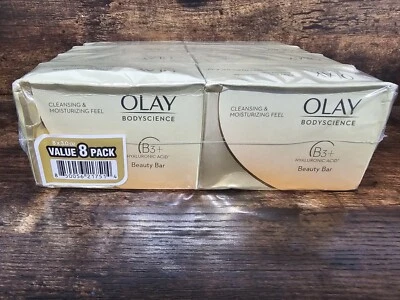 CLEANSING &
MOISTURIZING FEEL
OLAY
BODYSCIENCE
B3+
HYALURONIC ACID*
Beauty Bar
VALUE 8 PACK
CLEANSING &
MOISTURIZING FEEL
OLAY
BODYSCIENCE
B3+
HYALURONIC ACID*
Beauty Bar